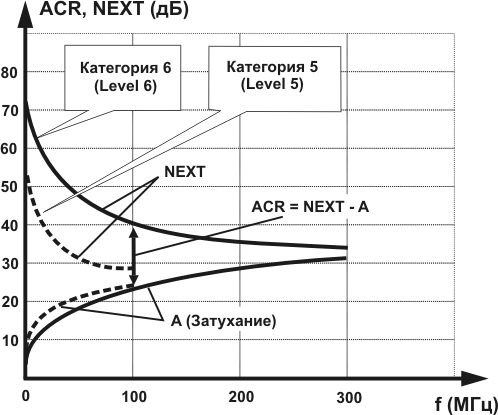 ACR, NEXT (дБ)
80
70
60
50
40
30
20
10
Категория 6
(Level 6)
Категория 5
(Level 5)
NEXT
ACR = NEXT - A
A (Затухание)
0
100
200
300
f (МГц)